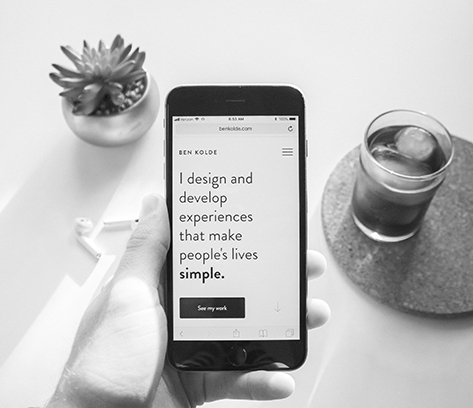 Verizon 8:53 AM 100%
benkolde.com
BEN KOLDE
I design and
develop
experiences
that make
people's lives
simple.
See my work